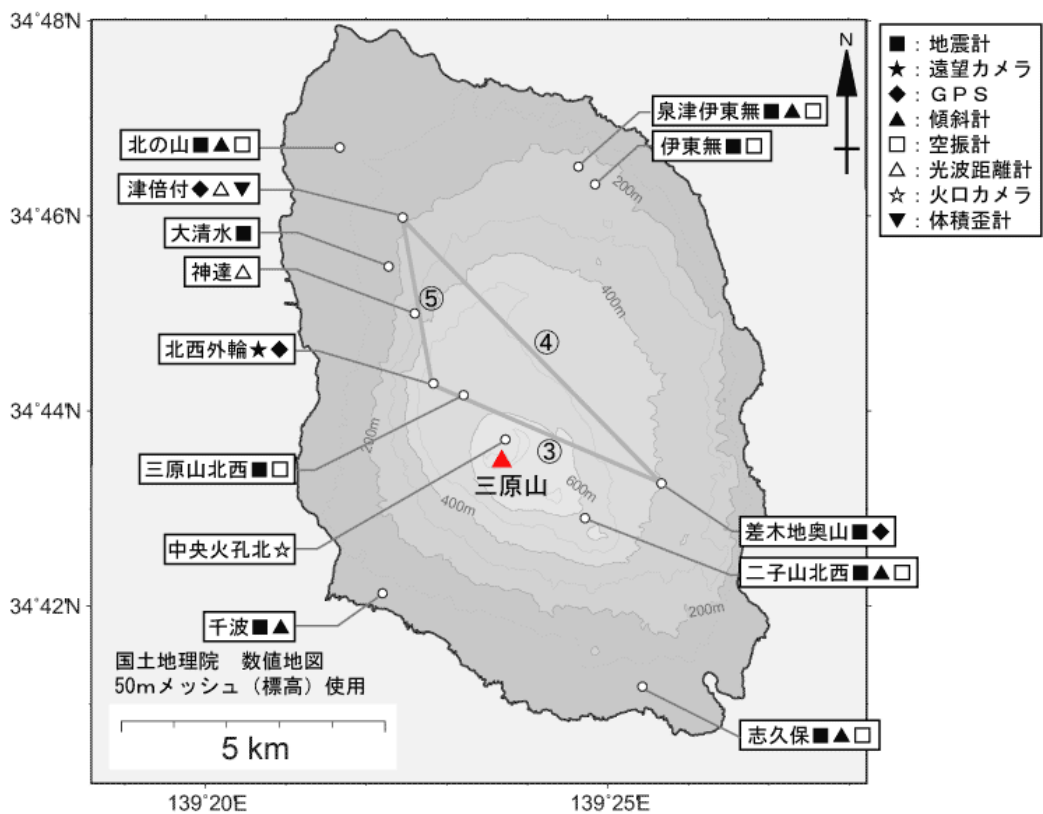 34°48'N
34°46'N
34°44'N
34°42'N
139°20'E
139°25'E
N
■：地震計
★：遠望カメラ
◆：ＧＰＳ
▲：傾斜計
□：空振計
△：光波距離計
☆：火口カメラ
▼：体積歪計
泉津伊東無■▲□
伊東無■□
北の山■▲□
津倍付◆△▼
大清水■
神達△
北西外輪★◆
三原山北西■□
中央火孔北☆
千波■▲
差木地奥山■◆
二子山北西■▲□
志久保■▲□
200m
400m
⑤
④
③
200m
600m
400m
200m
三原山
国土地理院　数値地図
50mメッシュ（標高）使用
5 km